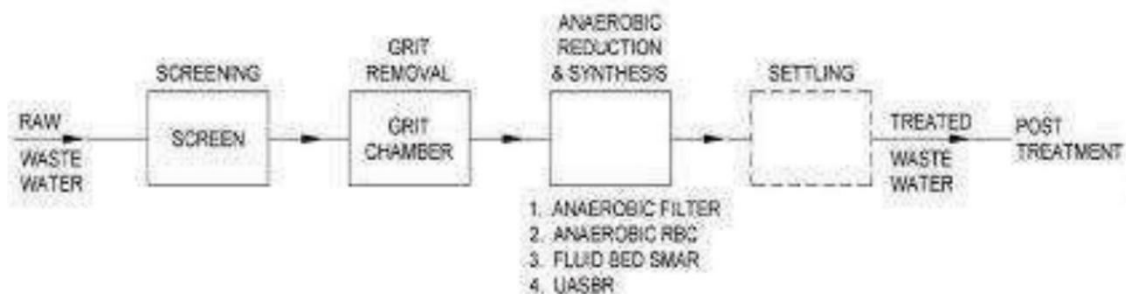 SCREENING
SCREEN
GRIT
REMOVAL
GRIT
CHAMBER
ANAEROBIC
REDUCTION
& SYNTHESIS
SETTLING
RAW
WASTE
WATER
TREATED
WASTE
WATER
POST
TREATMENT
1. ANAEROBIC FILTER
2. ANAEROBIC RBC
3. FLUID BED SMAR
4. UASBR